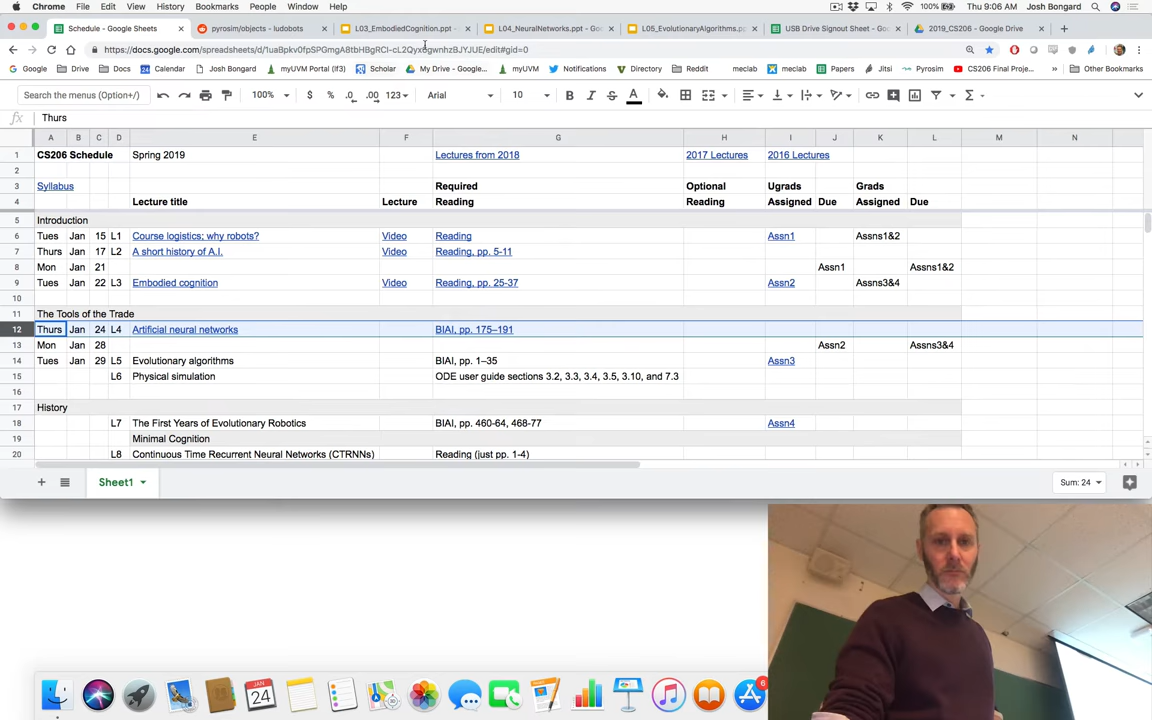 Chrome File Edit View History Bookmarks People Window Help 100% Thu 9:06 AM Josh Bongard
Schedule - Google Sheets pyrosim/objects - ludobots L03_EmbodiedCognition.ppt - L04_NeuralNetworks.ppt - Goo L05_EvolutionaryAlgorithms.pp USB Drive Signout Sheet - Goo 2019_CS206 - Google Drive
Google Josh Bongard myUVM Portal (lf3) Calendar Scholar My Drive - Google... myUVM Notifications Directory Reddit meclab meclab Papers Jitsi Pyrosim CS206 Final Proje... » Other Bookmarks
Search the menus (Option+/) 100% $ % .0 .00 123 Arial 10 B I S A
fx Thurs
A B C D E F G H I J K L M N
1 CS206 Schedule Spring 2019 Lectures from 2018 2017 Lectures 2016 Lectures
2
3 Syllabus Required Optional Ugrads Grads
4 Lecture title Lecture Reading Reading Assigned Due Assigned Due
5 Introduction
6 Tues Jan 15 L1 Course logistics; why robots? Video Reading Assn1 Assns1&2
7 Thurs Jan 17 L2 A short history of A.I. Video Reading, pp. 5-11
8 Mon Jan 21 Assn1 Assns1&2
9 Tues Jan 22 L3 Embodied cognition Video Reading, pp. 25-37 Assn2 Assns3&4
10
11 The Tools of the Trade
12 Thurs Jan 24 L4 Artificial neural networks BIAI, pp. 175–191
13 Mon Jan 28 Assn2 Assns3&4
14 Tues Jan 29 L5 Evolutionary algorithms BIAI, pp. 1–35 Assn3
15 L6 Physical simulation ODE user guide sections 3.2, 3.3, 3.4, 3.5, 3.10, and 7.3
16
17 History
18 L7 The First Years of Evolutionary Robotics BIAI, pp. 460-64, 468-77 Assn4
19 Minimal Cognition
20 L8 Continuous Time Recurrent Neural Networks (CTRNNs) Reading (just pp. 1-4)
Sheet1 Sum: 24
JAN
24
6